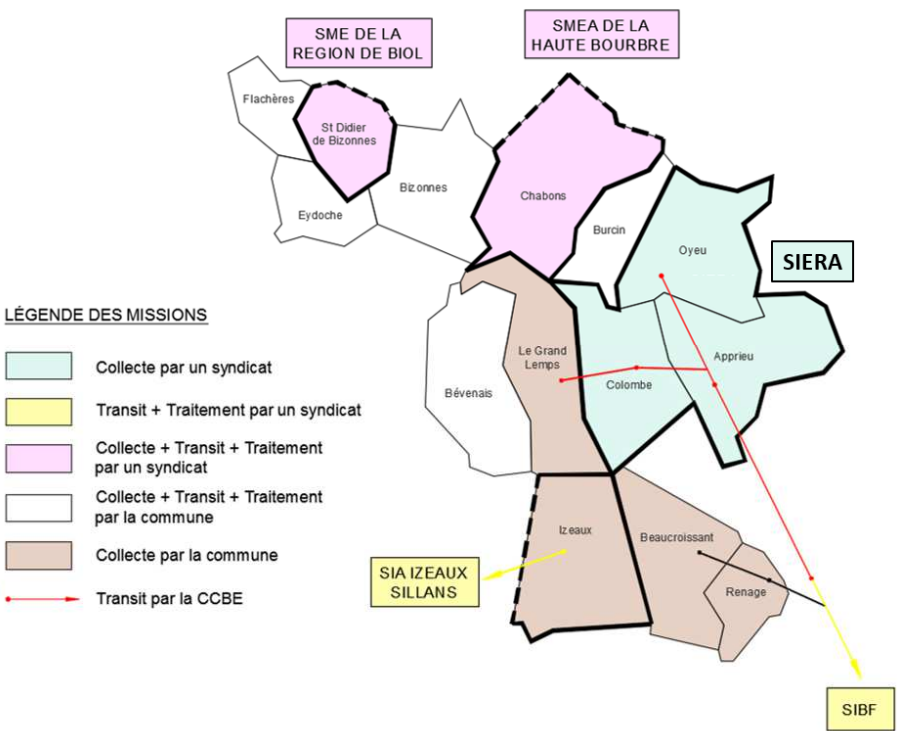 SME DE LA
REGION DE BIOL
SMEA DE LA
HAUTE BOURBRE
Flachères
St Didier
de Bizonnes
Bizonnes
Eydoche
Chabons
Burcin
Oyeu
SIERA
LÉGENDE DES MISSIONS
Collecte par un syndicat
Transit + Traitement par un syndicat
Collecte + Transit + Traitement
par un syndicat
Collecte + Transit + Traitement
par la commune
Collecte par la commune
Transit par la CCBE
Le Grand
Lemps
Apprieu
Colombe
Bévenais
Izeaux
Beaucroissant
Renage
SIA IZEAUX
SILLANS
SIBF